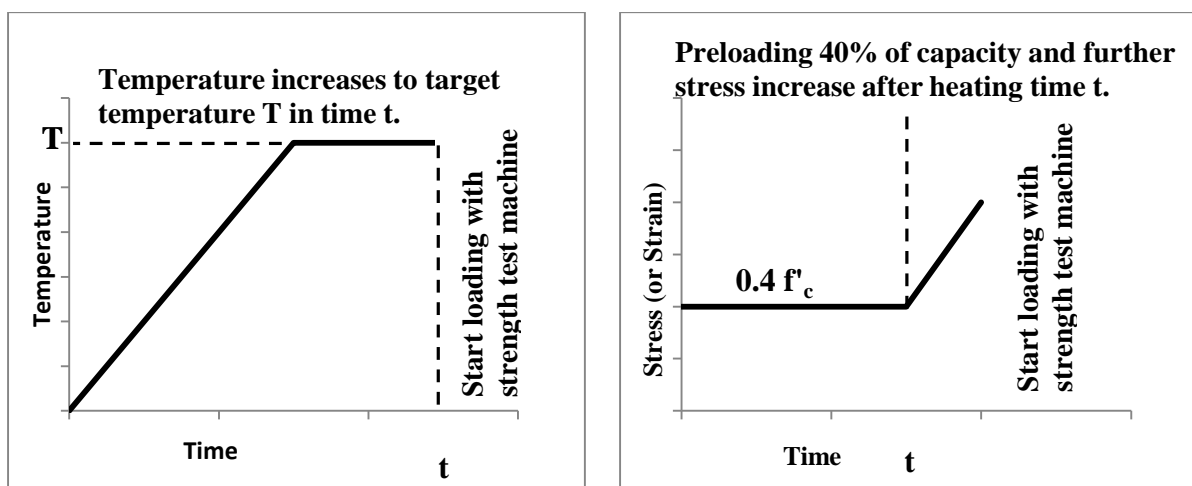 Temperature increases to target
temperature T in time t.
T
Temperature
Start loading with
strength test machine
Time
t
Preloading 40% of capacity and further
stress increase after heating time t.
Stress (or Strain)
0.4 f'c
Start loading with
strength test machine
Time
t